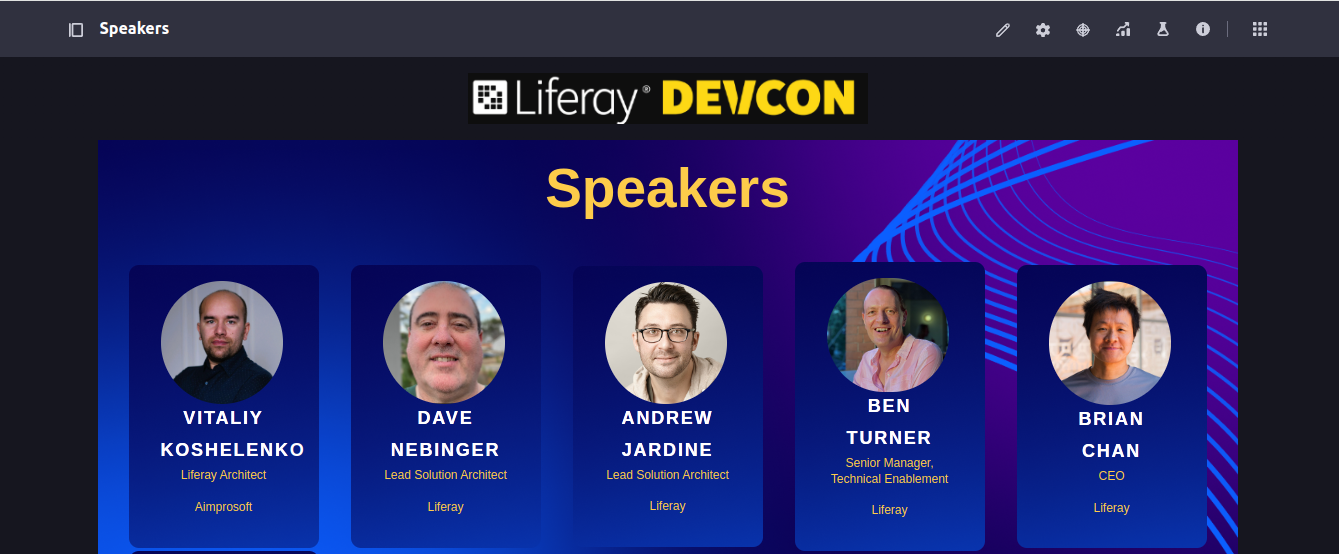 Speakers
Liferay® DEVCON
Speakers
VITALIY
KOSHELENKO
Liferay Architect
Aimprosoft
DAVE
NEBINGER
Lead Solution Architect
Liferay
ANDREW
JARDINE
Lead Solution Architect
Liferay
BEN
TURNER
Senior Manager,
Technical Enablement
Liferay
BRIAN
CHAN
CEO
Liferay